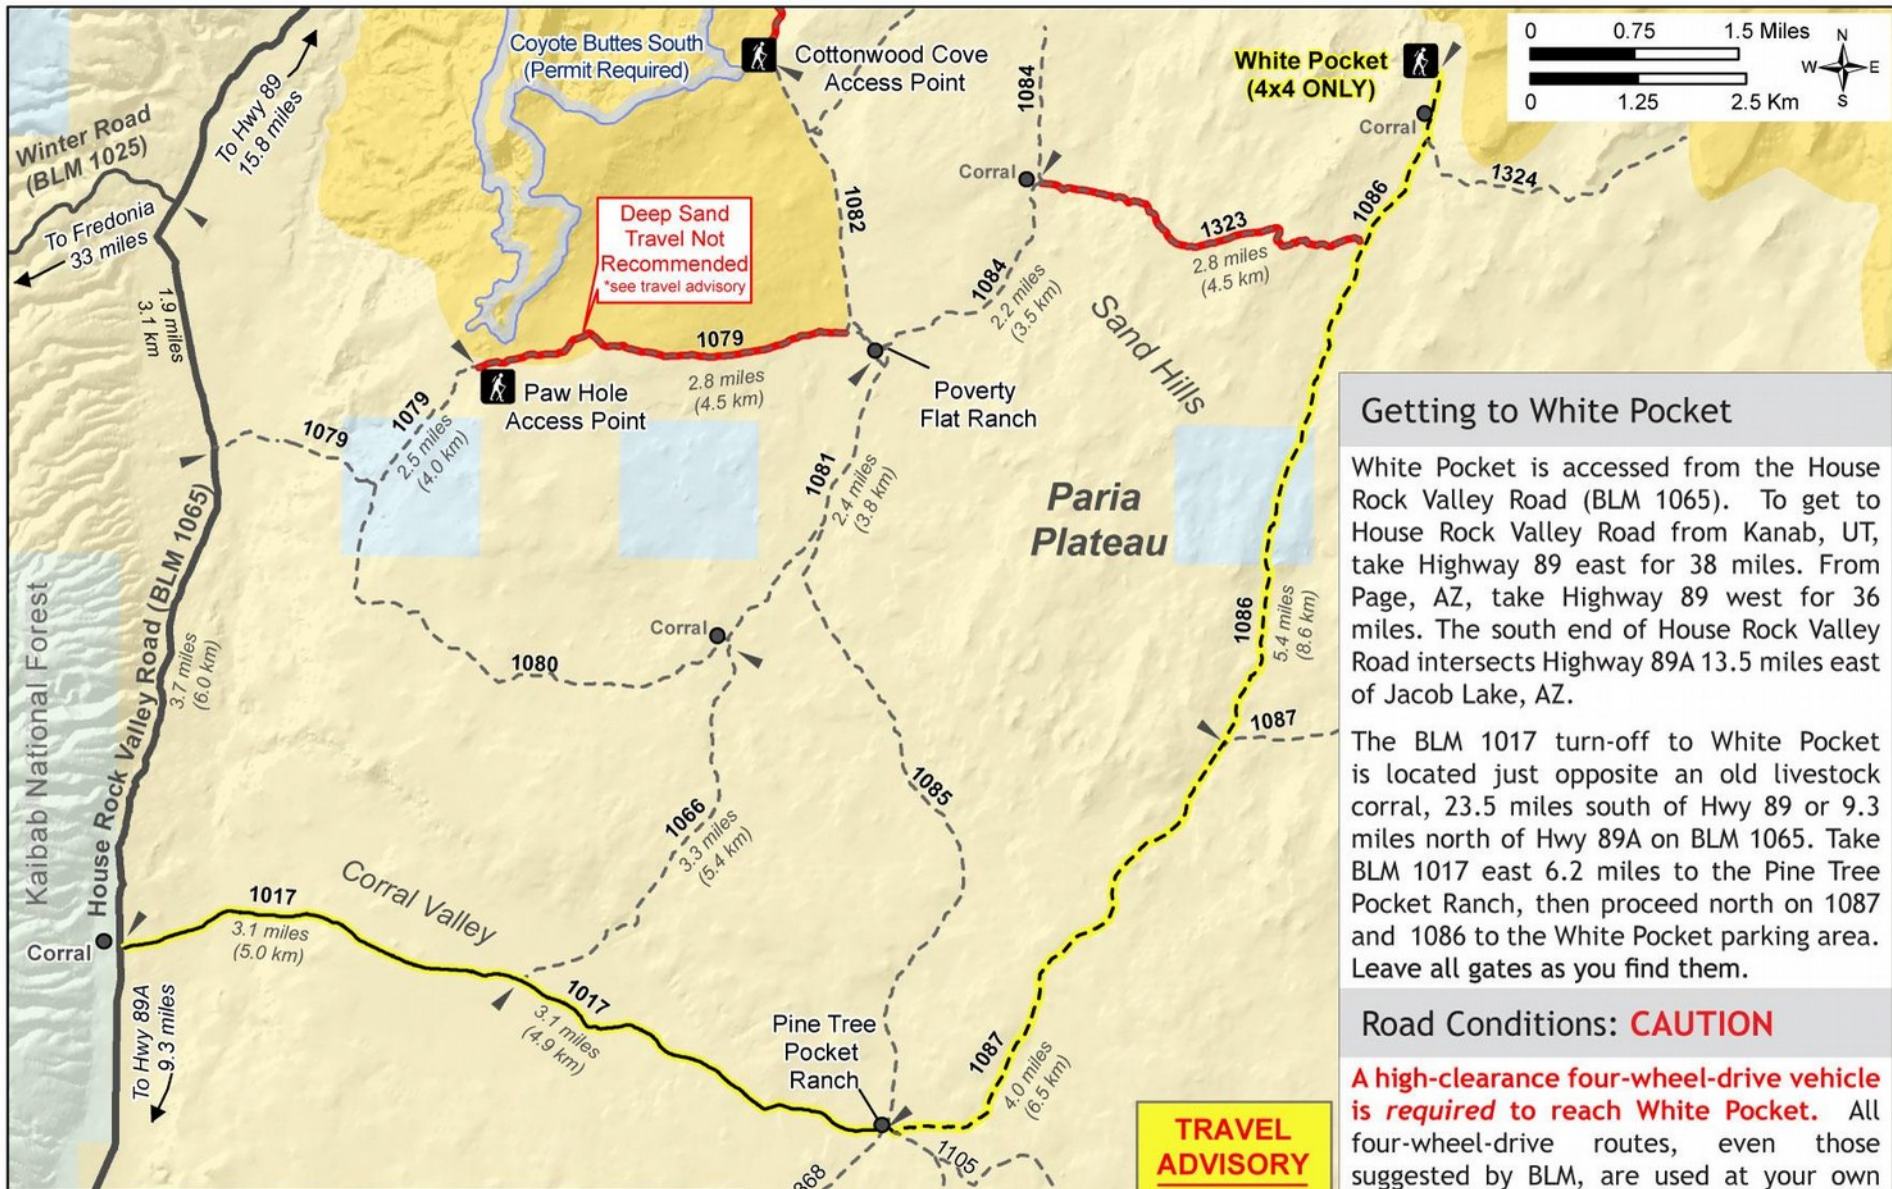 Coyote Buttes South
(Permit Required)
Cottonwood Cove
Access Point
White Pocket
(4x4 ONLY)
0 0.75 1.5 Miles
0 1.25 2.5 Km
N
W E
S
To Hwy 89
15.8 miles
Winter Road
(BLM 1025)
To Fredonia
33 miles
1.9 miles
3.1 km
Deep Sand
Travel Not
Recommended
*see travel advisory
1082
1084
Corral
1084
2.2 miles
(3.5 km)
1323
2.8 miles
(4.5 km)
Corral
1086
1324
Sand Hills
1079
2.8 miles
(4.5 km)
Paw Hole
Access Point
Poverty
Flat Ranch
1079
1079
2.5 miles
(4.0 km)
1081
2.4 miles
(3.8 km)
Paria
Plateau
House Rock Valley Road (BLM 1065)
3.7 miles
(6.0 km)
Kaibab National Forest
Corral
1080
1086
5.4 miles
(8.6 km)
1087
1085
1066
3.3 miles
(5.4 km)
Corral Valley
1017
3.1 miles
(5.0 km)
Corral
To Hwy 89A
9.3 miles
1017
3.1 miles
(4.9 km)
Pine Tree
Pocket
Ranch
1087
4.0 miles
(6.5 km)
1105
TRAVEL
ADVISORY
Getting to White Pocket
White Pocket is accessed from the House
Rock Valley Road (BLM 1065). To get to
House Rock Valley Road from Kanab, UT,
take Highway 89 east for 38 miles. From
Page, AZ, take Highway 89 west for 36
miles. The south end of House Rock Valley
Road intersects Highway 89A 13.5 miles east
of Jacob Lake, AZ.
The BLM 1017 turn-off to White Pocket
is located just opposite an old livestock
corral, 23.5 miles south of Hwy 89 or 9.3
miles north of Hwy 89A on BLM 1065. Take
BLM 1017 east 6.2 miles to the Pine Tree
Pocket Ranch, then proceed north on 1087
and 1086 to the White Pocket parking area.
Leave all gates as you find them.
Road Conditions: CAUTION
A high-clearance four-wheel-drive vehicle
is required to reach White Pocket. All
four-wheel-drive routes, even those
suggested by BLM, are used at your own